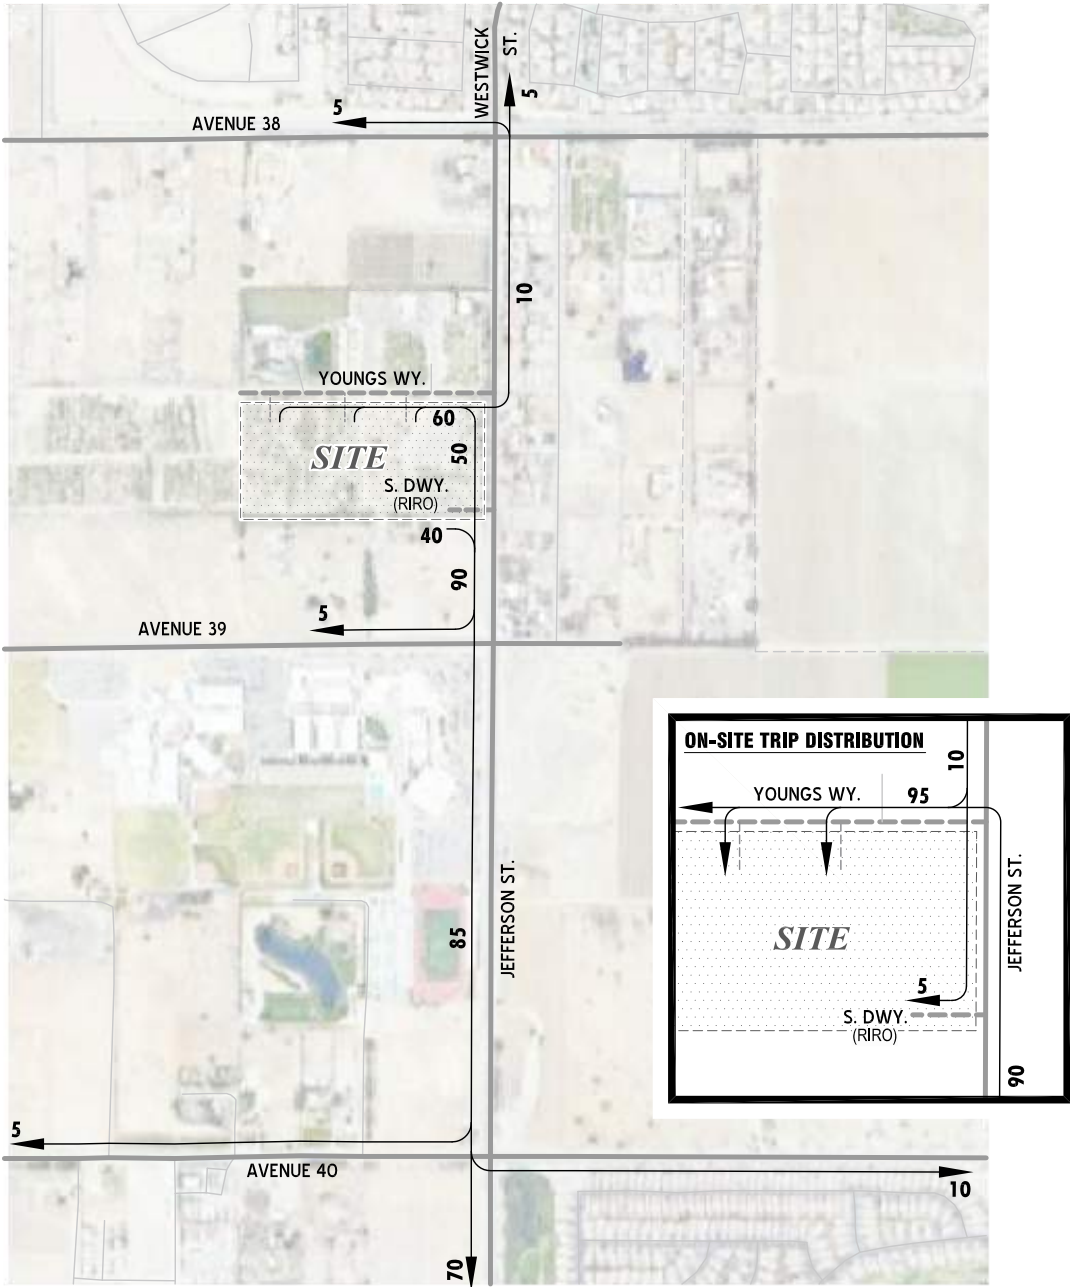 WESTWICK
ST.
5
5
AVENUE 38
10
YOUNGS WY.
60
SITE
50
S. DWY.
(RIRO)
40
90
5
AVENUE 39
85
JEFFERSON ST.
5
AVENUE 40
10
70
ON-SITE TRIP DISTRIBUTION
10
YOUNGS WY.
95
JEFFERSON ST.
SITE
5
S. DWY.
(RIRO)
90